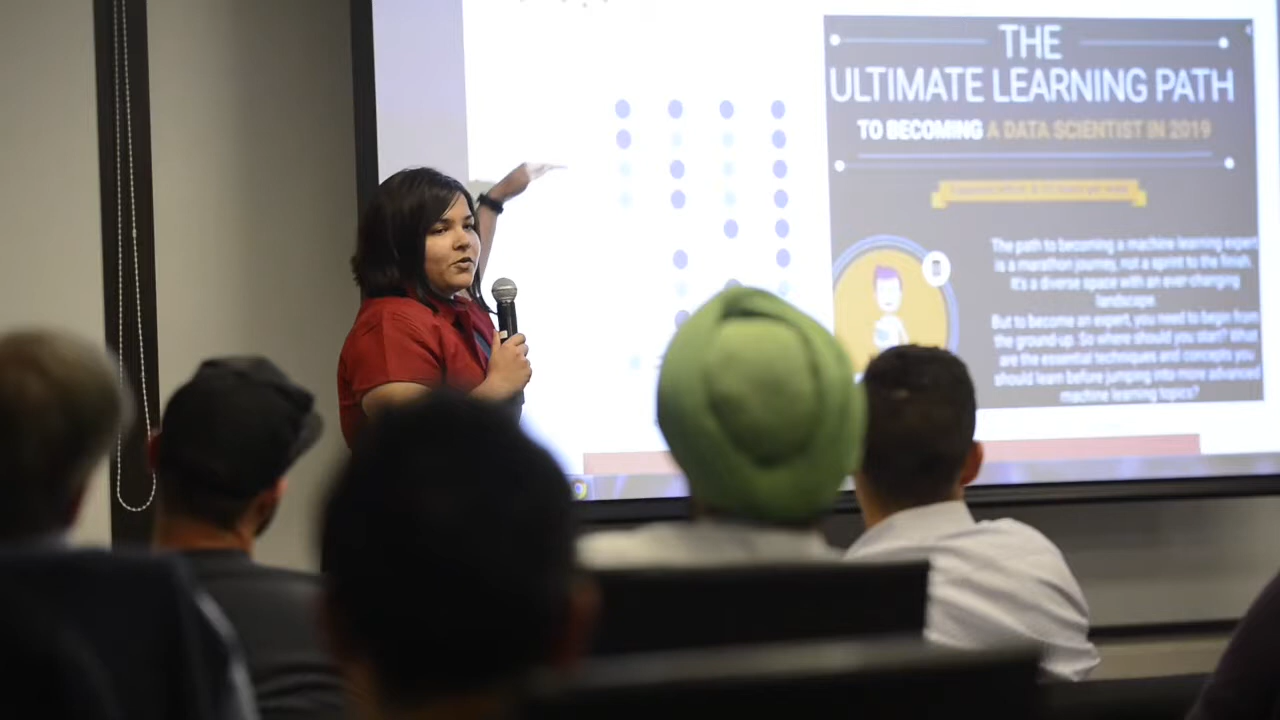 THE
ULTIMATE LEARNING PATH
TO BECOMING A DATA SCIENTIST IN 2019
The path to becoming a machine learning expert
is a marathon journey, not a sprint to the finish.
It's a diverse space with an ever-changing
landscape.
But to become an expert, you need to begin from
the ground-up. So where should you start? What
are the essential techniques and concepts you
should learn before jumping into more advanced
machine learning topics?